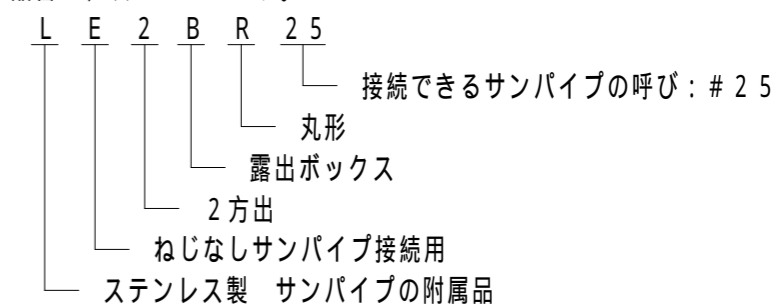 L E 2 B R 25
接続できるサンパイプの呼び：＃２５
丸形
露出ボックス
２方出
ねじなしサンパイプ接続用
ステンレス製　サンパイプの附属品